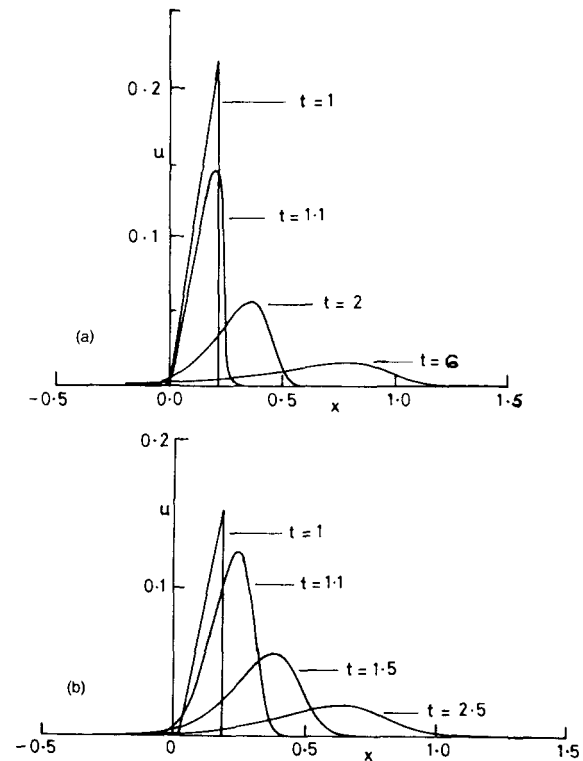 0.2
t = 1
u
t = 1.1
0.1
t = 2
(a)
t = 6
-0.5
0.0
0.5
1.0
1.5
x
0.2
u
t = 1
t = 1.1
0.1
t = 1.5
(b)
t = 2.5
-0.5
0
0.5
1.0
1.5
x